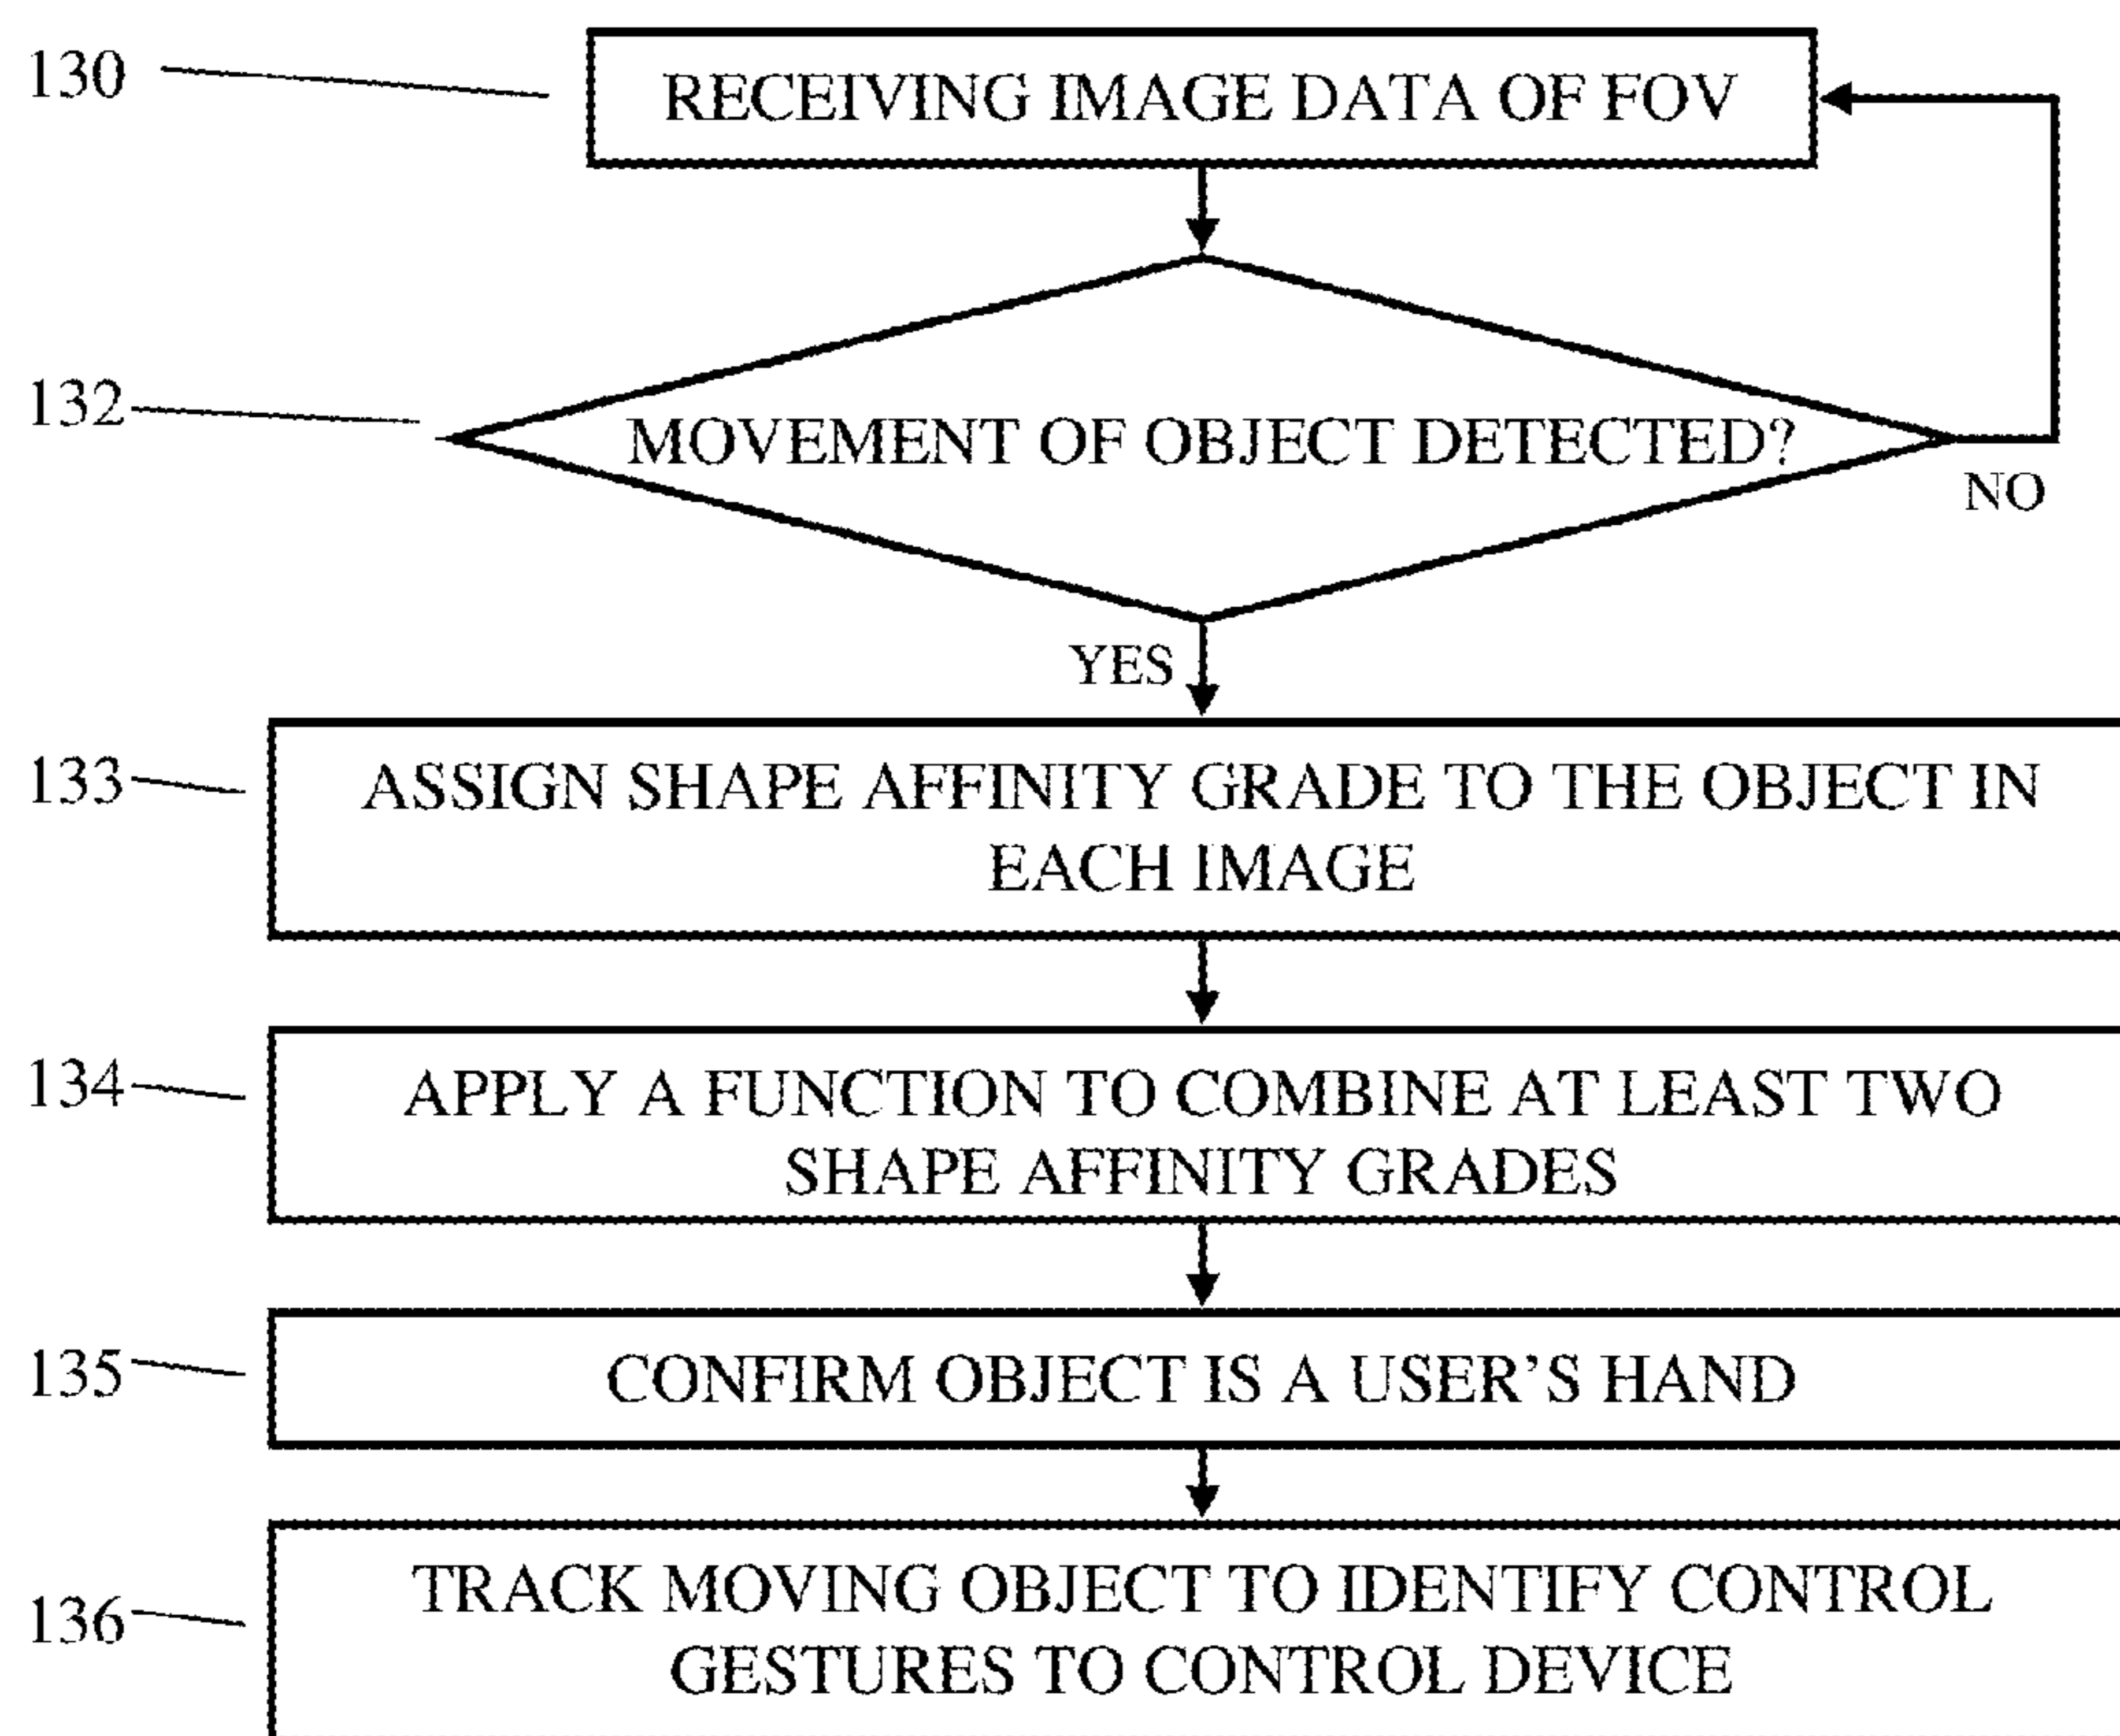 130
RECEIVING IMAGE DATA OF FOV
132
MOVEMENT OF OBJECT DETECTED?
NO
YES
133
ASSIGN SHAPE AFFINITY GRADE TO THE OBJECT IN
EACH IMAGE
134
APPLY A FUNCTION TO COMBINE AT LEAST TWO
SHAPE AFFINITY GRADES
135
CONFIRM OBJECT IS A USER’S HAND
136
TRACK MOVING OBJECT TO IDENTIFY CONTROL
GESTURES TO CONTROL DEVICE